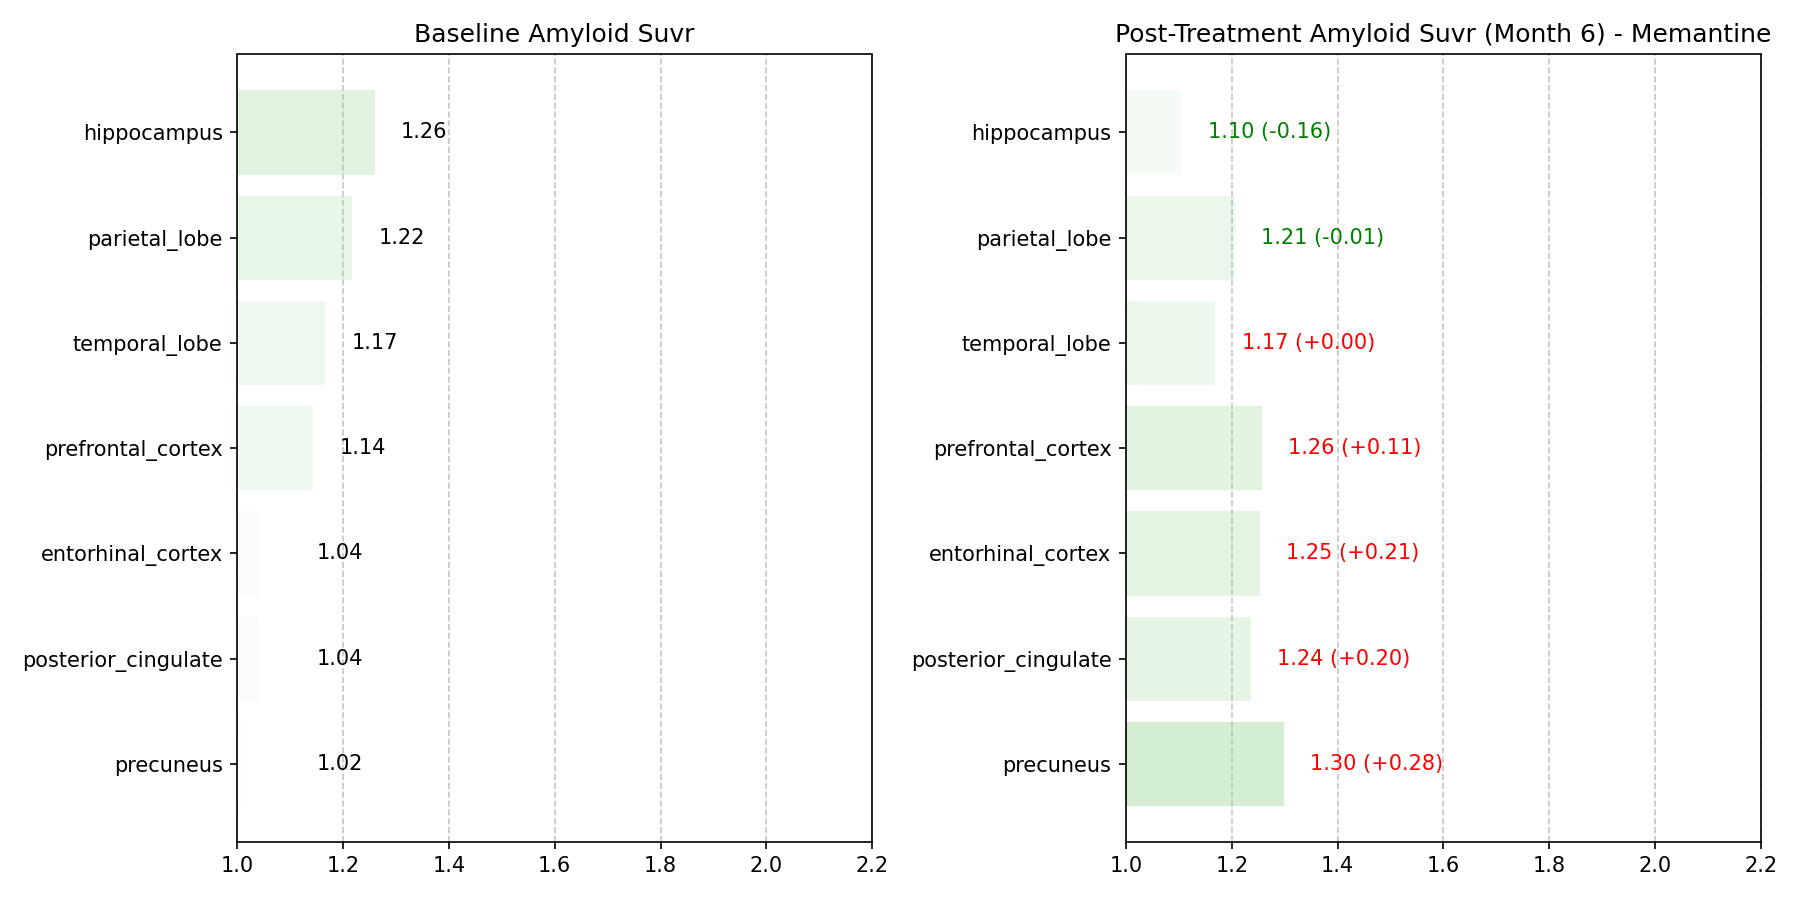 Baseline Amyloid Suvr
hippocampus 1.26
parietal_lobe 1.22
temporal_lobe 1.17
prefrontal_cortex 1.14
entorhinal_cortex 1.04
posterior_cingulate 1.04
precuneus 1.02
1.0 1.2 1.4 1.6 1.8 2.0 2.2
Post-Treatment Amyloid Suvr (Month 6) - Memantine
hippocampus 1.10 (-0.16)
parietal_lobe 1.21 (-0.01)
temporal_lobe 1.17 (+0.00)
prefrontal_cortex 1.26 (+0.11)
entorhinal_cortex 1.25 (+0.21)
posterior_cingulate 1.24 (+0.20)
precuneus 1.30 (+0.28)
1.0 1.2 1.4 1.6 1.8 2.0 2.2